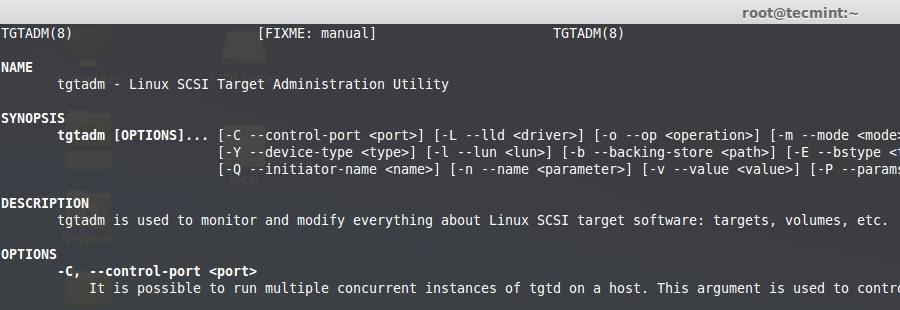 root@tecmint:~
TGTADM(8) [FIXME: manual] TGTADM(8)
NAME
tgtadm - Linux SCSI Target Administration Utility
SYNOPSIS
tgtadm [OPTIONS]... [-C --control-port <port>] [-L --lld <driver>] [-o --op <operation>] [-m --mode <mode>
[-Y --device-type <type>] [-l --lun <lun>] [-b --backing-store <path>] [-E --bstype <t
[-Q --initiator-name <name>] [-n --name <parameter>] [-v --value <value>] [-P --params
DESCRIPTION
tgtadm is used to monitor and modify everything about Linux SCSI target software: targets, volumes, etc.
OPTIONS
-C, --control-port <port>
It is possible to run multiple concurrent instances of tgtd on a host. This argument is used to contro
Home
Network